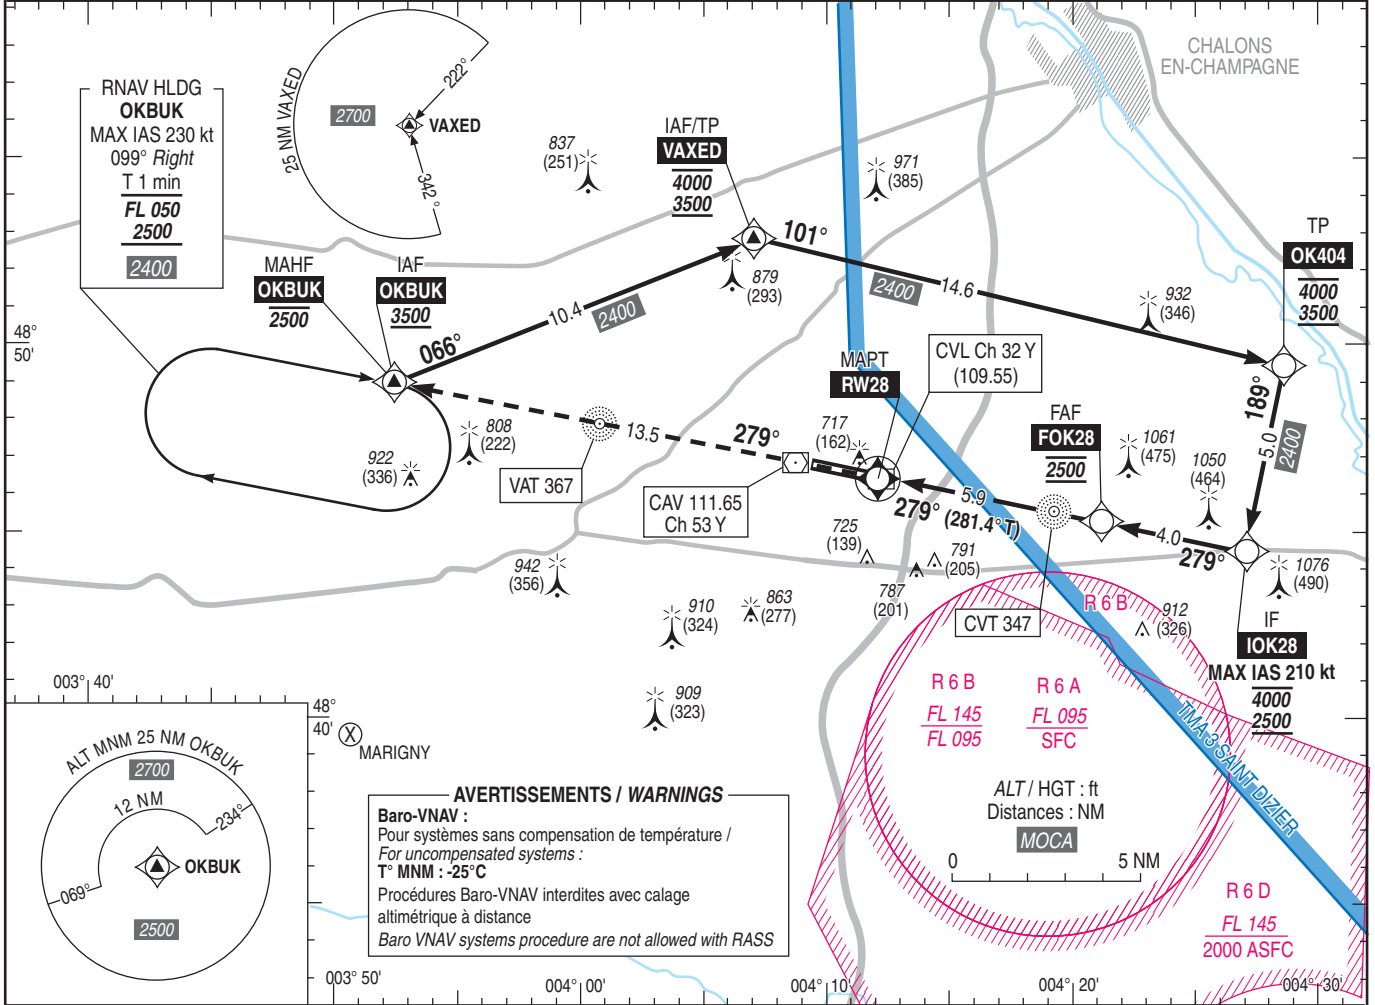 CHALONS
EN-CHAMPAGNE
RNAV HLDG
OKBUK
MAX IAS 230 kt
099° Right
T 1 min
FL 050
2500
2400
25 NM VAXED
2700
222°
VAXED
342°
837
(251)
IAF/TP
VAXED
4000
3500
971
(385)
101°
TP
OK404
4000
3500
MAHF
OKBUK
2500
IAF
OKBUK
3500
879
(293)
2400
14.6
932
(346)
10.4
2400
066°
48°
50'
MAPT
RW28
CVL Ch 32 Y
(109.55)
189°
5.0
2400
FAF
FOK28
2500
1061
(475)
1050
(464)
808
(222)
922
(336)
13.5
279°
717
(162)
VAT 367
CAV 111.65
Ch 53 Y
5.9
279° (281.4° T)
4.0
279°
725
(139)
791
(205)
787
(201)
1076
(490)
942
(356)
910
(324)
863
(277)
CVT 347
R 6 B
912
(326)
IF
IOK28
MAX IAS 210 kt
4000
2500
909
(323)
R 6 B
FL 145
FL 095
R 6 A
FL 095
SFC
TMA 3 SAINT DIZIER
003° 40'
48°
40'
X
MARIGNY
ALT MNM 25 NM OKBUK
2700
12 NM
234°
OKBUK
069°
2500
AVERTISSEMENTS / WARNINGS
Baro-VNAV :
Pour systèmes sans compensation de température /
For uncompensated systems :
T° MNM : -25°C
Procédures Baro-VNAV interdites avec calage
altimétrique à distance
Baro VNAV systems procedure are not allowed with RASS
ALT / HGT : ft
Distances : NM
MOCA
0
5 NM
R 6 D
FL 145
2000 ASFC
003° 50'
004° 00'
004° 10'
004° 20'
004° 30'